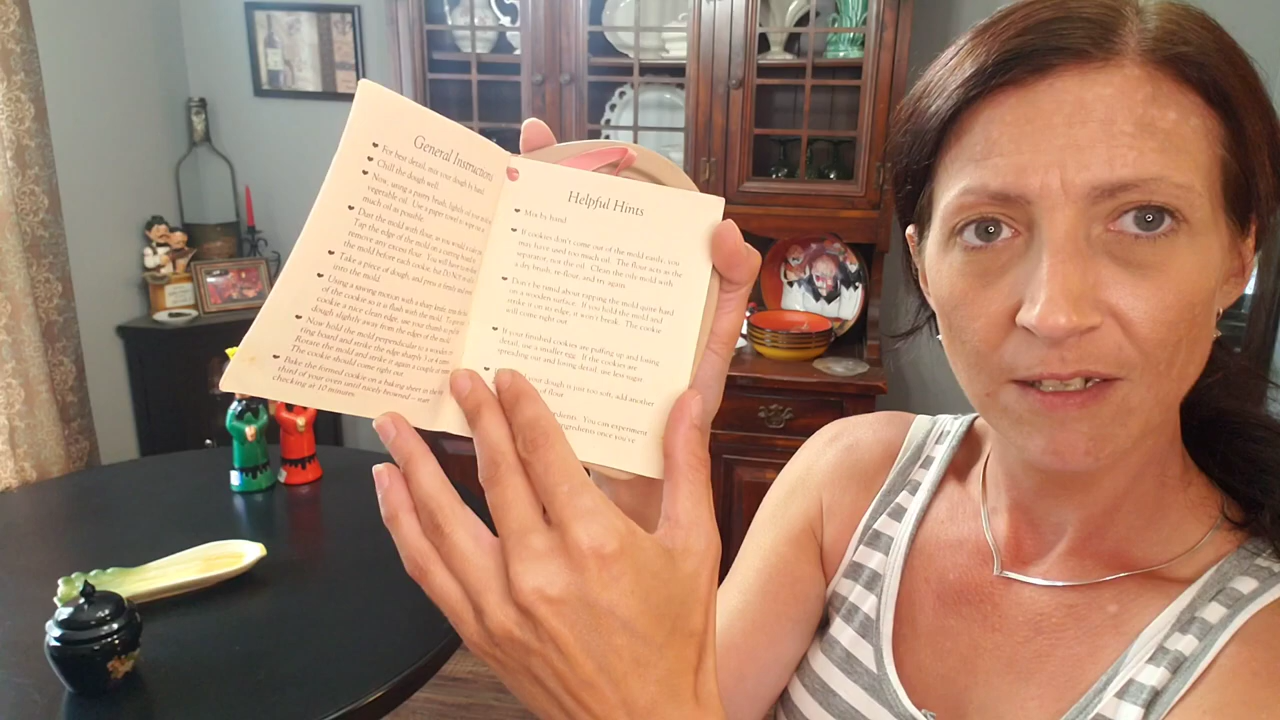 General Instructions
For best detail, mix your dough by hand.
Chill the dough well.
Now, using a pastry brush, lightly oil your
vegetable oil. Use a paper towel to wipe
much oil as possible.
Dust the mold with flour, as you would a cake
Tap the edge of the mold on a cutting board
remove any excess flour. You will have to
the mold before each cookie, but DO NOT
Take a piece of dough, and press it firmly and
into the mold.
Using a sawing motion with a sharp knife,
of the cookie so it is flush with the mold. To
the cookie a nice clean edge, use your thumb to
dough slightly away from the edges of the mold.
Now hold the mold perpendicular to a wooden
ting board and strike the edge sharply 3 or 4 times.
Rotate the mold and strike it again a couple
The cookie should come right out.
Bake the formed cookie on a baking sheet in the
third of your oven until nicely browned – start
checking at 10 minutes.
Helpful Hints
Mix by hand.
If cookies don't come out of the mold easily, you
may have used too much oil. The flour acts as the
separator, not the oil. Clean the oily mold with
a dry brush, re-flour, and try again.
Don't be timid about rapping the mold quite hard
on a wooden surface. If you hold the mold and
strike it on its edge, it won't break. The cookie
will come right out.
If your finished cookies are puffing up and losing
detail, use a smaller egg. If the cookies are
spreading out and losing detail, use less sugar.
your dough is just too soft, add another
of flour
ingredients. You can experiment
ingredients once you've